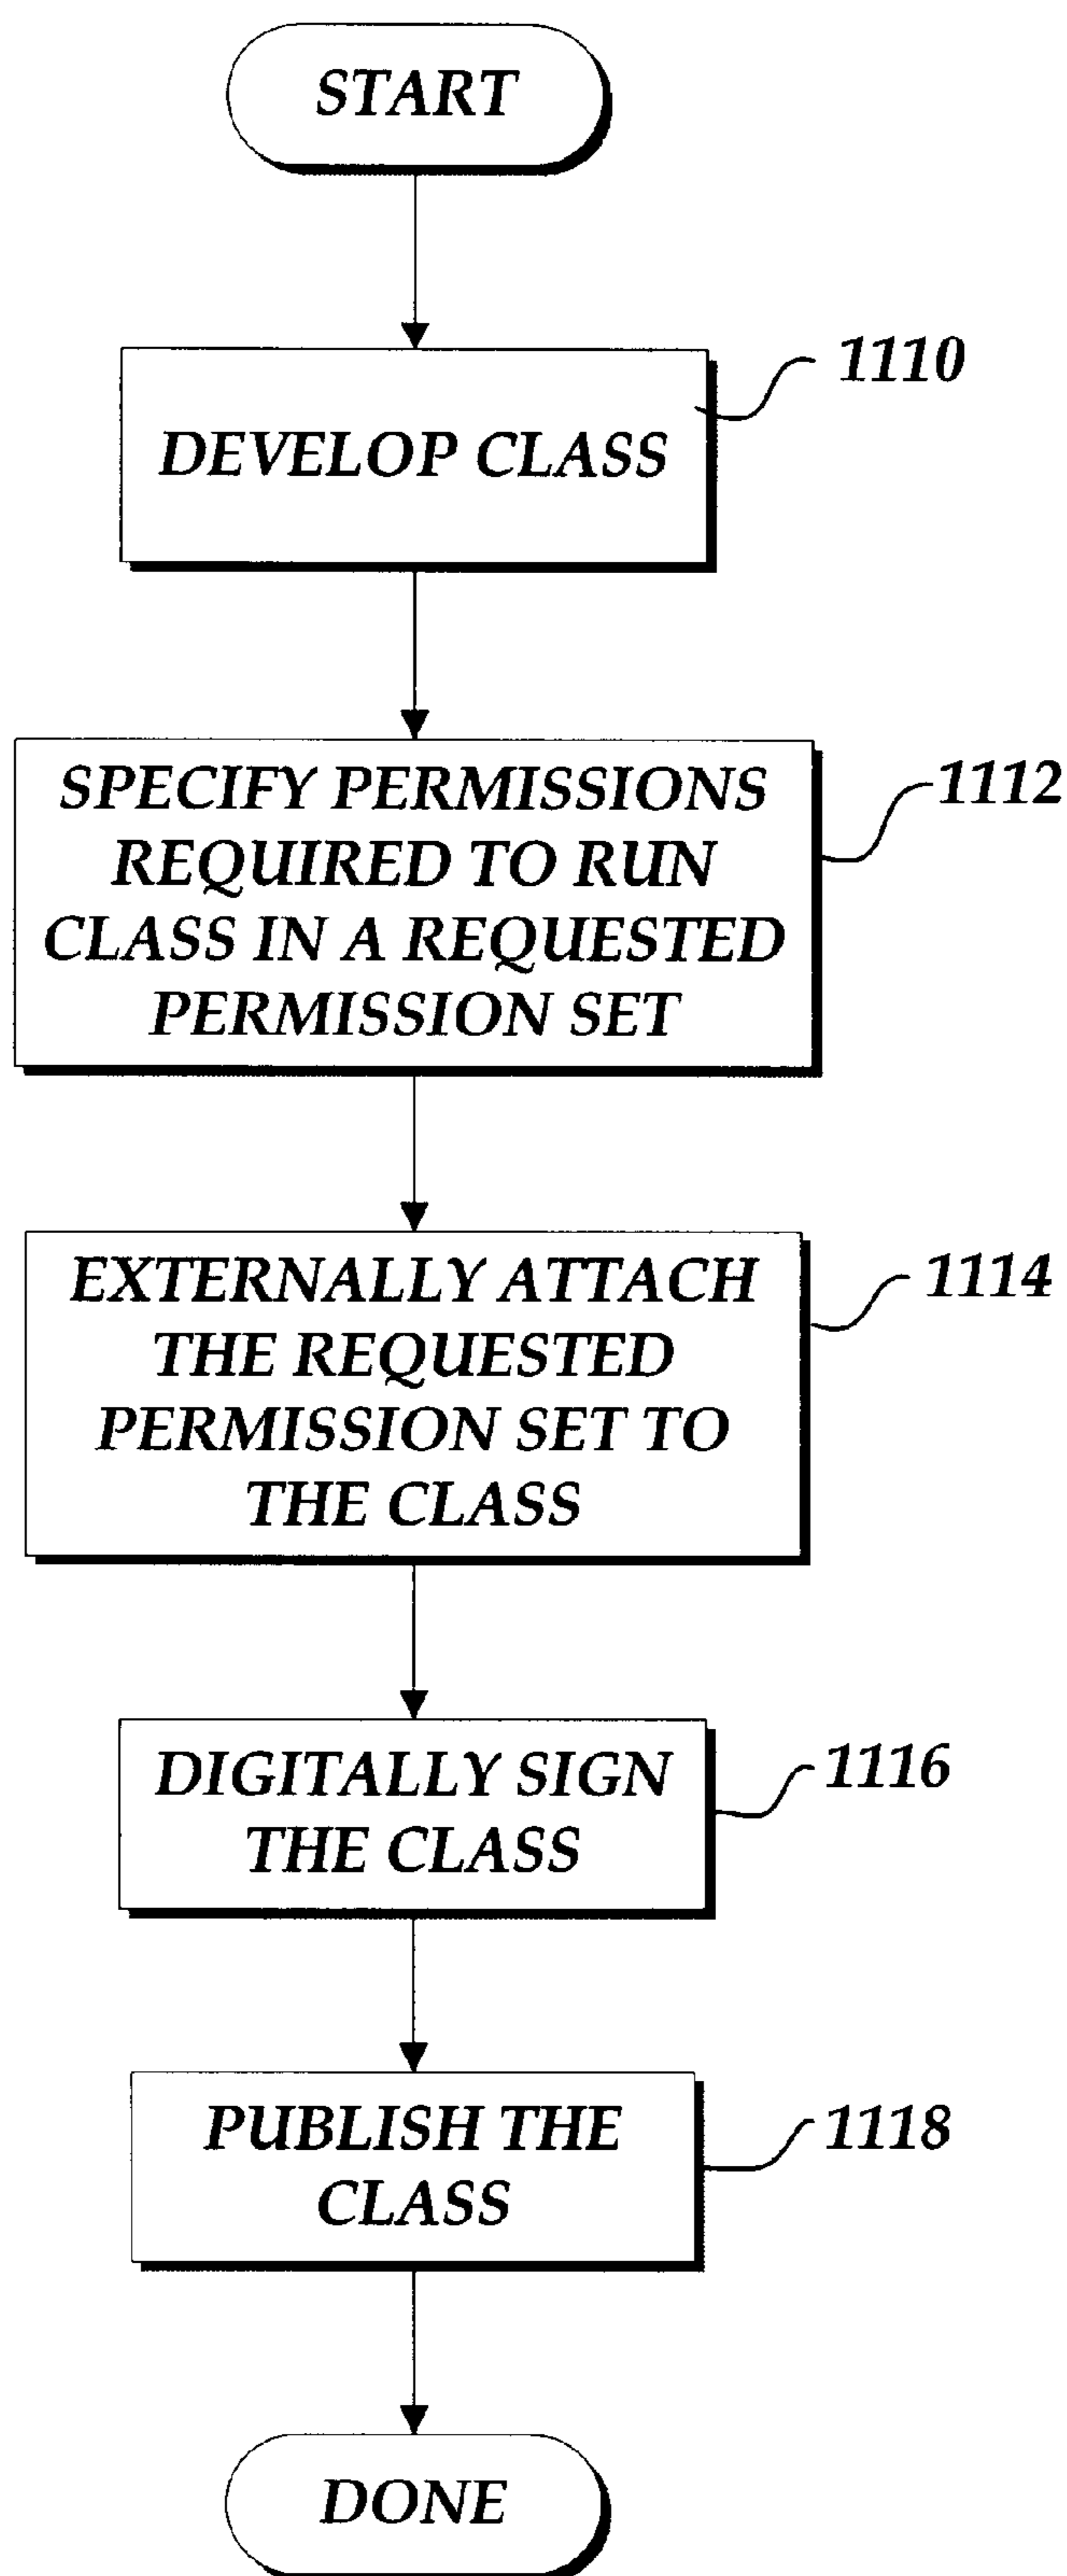 START
1110
DEVELOP CLASS
1112
SPECIFY PERMISSIONS
REQUIRED TO RUN
CLASS IN A REQUESTED
PERMISSION SET
1114
EXTERNALLY ATTACH
THE REQUESTED
PERMISSION SET TO
THE CLASS
1116
DIGITALLY SIGN
THE CLASS
1118
PUBLISH THE
CLASS
DONE